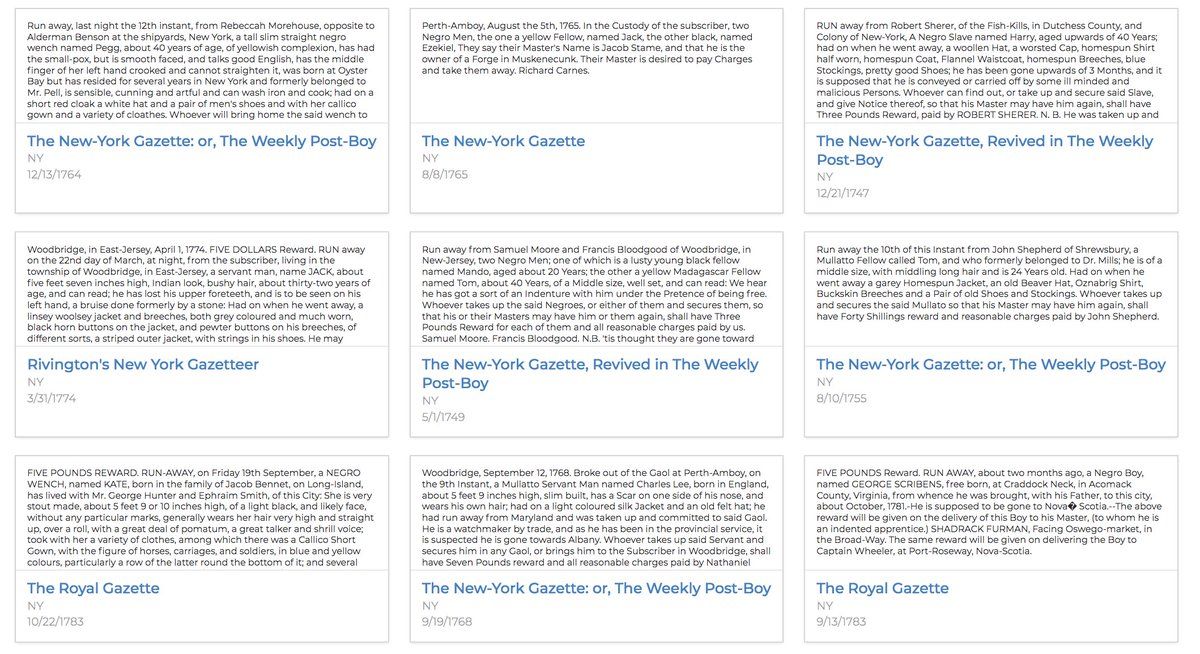 Run away, last night the 12th instant, from Rebeccah Morehouse, opposite to
Alderman Benson at the shipyards, New York, a tall slim straight negro
wench named Pegg, about 40 years of age, of yellowish complexion, has had
the small-pox, but is smooth faced, and talks good English, has the middle
finger of her left hand crooked and cannot straighten it, was born at Oyster
Bay but has resided for several years in New York and formerly belonged to
Mr. Pell, is sensible, cunning and artful and can wash iron and cook; had on a
short red cloak a white hat and a pair of men's shoes and with her callico
gown and a variety of cloathes. Whoever will bring home the said wench to
The New-York Gazette: or, The Weekly Post-Boy
NY
12/13/1764
Perth-Amboy, August the 5th, 1765. In the Custody of the subscriber, two
Negro Men, the one a yellow Fellow, named Jack, the other black, named
Ezekiel, They say their Master's Name is Jacob Stame, and that he is the
owner of a Forge in Muskenecunk. Their Master is desired to pay Charges
and take them away. Richard Carnes.
The New-York Gazette
NY
8/8/1765
RUN away from Robert Sherer, of the Fish-Kills, in Dutchess County, and
Colony of New-York, A Negro Slave named Harry, aged upwards of 40 Years;
had on when he went away, a woollen Hat, a worsted Cap, homespun Shirt
half worn, homespun Coat, Flannel Waistcoat, homespun Breeches, blue
Stockings, pretty good Shoes; he has been gone upwards of 3 Months, and it
is supposed that he is conveyed or carried off by some ill minded and
malicious Persons. Whoever can find out, or take up and secure said Slave,
and give Notice thereof, so that his Master may have him again, shall have
Three Pounds Reward, paid by ROBERT SHERER. N. B. He was taken up and
The New-York Gazette, Revived in The Weekly
Post-Boy
NY
12/21/1747
Woodbridge, in East-Jersey, April 1, 1774. FIVE DOLLARS Reward. RUN away
on the 22nd day of March, at night, from the subscriber, living in the
township of Woodbridge, in East-Jersey, a servant man, name JACK, about
five feet seven inches high, Indian look, bushy hair, about thirty-two years of
age, and can read; he has lost his upper foreteeth, and is to be seen on his
left hand, a bruise done formerly by a stone: Had on when he went away, a
linsey woolsey jacket and breeches, both grey coloured and much worn,
black horn buttons on the jacket, and pewter buttons on his breeches, of
different sorts, a striped outer jacket, with strings in his shoes. He may
Rivington's New York Gazetteer
NY
3/31/1774
Run away from Samuel Moore and Francis Bloodgood of Woodbridge, in
New-Jersey, two Negro Men; one of which is a lusty young black fellow
named Mando, aged about 20 Years; the other a yellow Madagascar Fellow
named Tom, about 40 Years, of a Middle size, well set, and can read: We hear
he has got a sort of an Indenture with him under the Pretence of being free.
Whoever takes up the said Negroes, or either of them and secures them, so
that his or their Masters may have him or them again, shall have Three
Pounds Reward for each of them and all reasonable charges paid by us.
Samuel Moore. Francis Bloodgood. N.B. 'tis thought they are gone toward
The New-York Gazette, Revived in The Weekly
Post-Boy
NY
5/1/1749
Run away the 10th of this Instant from John Shepherd of Shrewsbury, a
Mullatto Fellow called Tom, and who formerly belonged to Dr. Mills; he is of a
middle size, with middling long hair and is 24 Years old. Had on when he
went away a garey Homespun Jacket, an old Beaver Hat, Oznabrig Shirt,
Buckskin Breeches and a Pair of old Shoes and Stockings. Whoever takes up
and secures the said Mullato so that his Master may have him again, shall
have Forty Shillings reward and reasonable charges paid by John Shepherd.
The New-York Gazette: or, The Weekly Post-Boy
NY
8/10/1755
FIVE POUNDS REWARD. RUN-AWAY, on Friday 19th September, a NEGRO
WENCH, named KATE, born in the family of Jacob Bennet, on Long-Island,
has lived with Mr. George Hunter and Ephraim Smith, of this City: She is very
stout made, about 5 feet 9 or 10 inches high, of a light black, and likely face,
without any particular marks, generally wears her hair very high and straight
up, over a roll, with a great deal of pomatum, a great talker and shrill voice;
took with her a variety of clothes, among which there was a Callico Short
Gown, with the figure of horses, carriages, and soldiers, in blue and yellow
colours, particularly a row of the latter round the bottom of it; and several
The Royal Gazette
NY
10/22/1783
Woodbridge, September 12, 1768. Broke out of the Gaol at Perth-Amboy, on
the 9th Instant, a Mullatto Servant Man named Charles Lee, born in England,
about 5 feet 9 inches high, slim built, has a Scar on one side of his nose, and
wears his own hair; had on a light coloured silk Jacket and an old felt hat; he
had run away from Maryland and was taken up and committed to said Gaol.
He is a watchmaker by trade, and as he has been in the provincial service, it
is suspected he is gone towards Albany. Whoever takes up said Servant and
secures him in any Gaol, or brings him to the Subscriber in Woodbridge, shall
have Seven Pounds reward and all reasonable charges paid by Nathaniel
The New-York Gazette: or, The Weekly Post-Boy
NY
9/19/1768
FIVE POUNDS Reward. RUN AWAY, about two months ago, a Negro Boy,
named GEORGE SCRIBENS, free born, at Craddock Neck, in Acomack
County, Virginia, from whence he was brought, with his Father, to this city,
about October, 1781.-He is supposed to be gone to Nova� Scotia.--The above
reward will be given on the delivery of this Boy to his Master, (to whom he is
an indented apprentice.) SHADRACK FURMAN, Facing Oswego-market, in
the Broad-Way. The same reward will be given on delivering the Boy to
Captain Wheeler, at Port-Roseway, Nova-Scotia.
The Royal Gazette
NY
9/13/1783